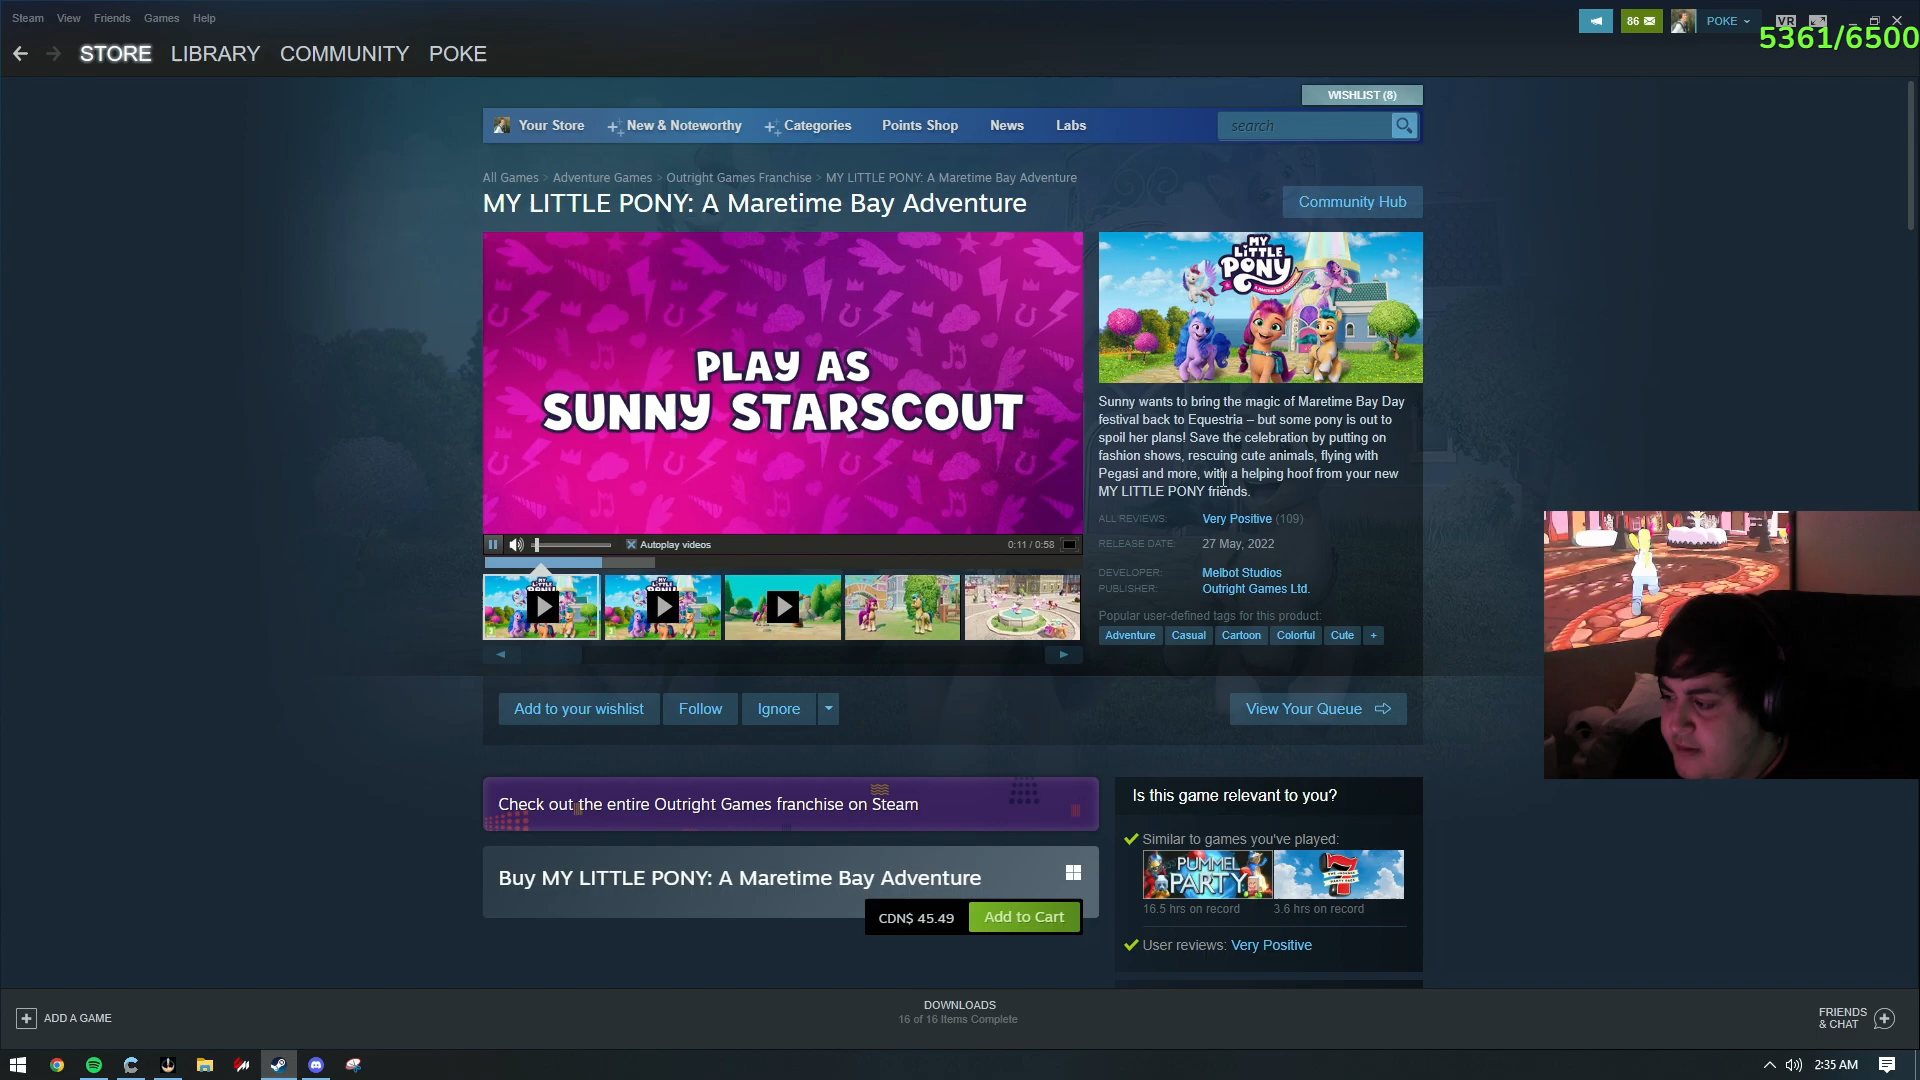 Steam View Friends Games Help
86 POKE VR
5361/6500
STORE LIBRARY COMMUNITY POKE
WISHLIST (8)
Your Store New & Noteworthy Categories Points Shop News Labs search
All Games > Adventure Games > Outright Games Franchise > MY LITTLE PONY: A Maretime Bay Adventure
MY LITTLE PONY: A Maretime Bay Adventure
Community Hub
PLAY AS
SUNNY STARSCOUT
MY
LITTLE
PONY
Sunny wants to bring the magic of Maretime Bay Day
festival back to Equestria – but some pony is out to
spoil her plans! Save the celebration by putting on
fashion shows, rescuing cute animals, flying with
Pegasi and more, with a helping hoof from your new
MY LITTLE PONY friends.
ALL REVIEWS: Very Positive (109)
RELEASE DATE: 27 May, 2022
DEVELOPER: Melbot Studios
PUBLISHER: Outright Games Ltd.
Popular user-defined tags for this product:
Adventure Casual Cartoon Colorful Cute +
Autoplay videos 0:11 / 0:58
Add to your wishlist Follow Ignore View Your Queue
Check out the entire Outright Games franchise on Steam
Buy MY LITTLE PONY: A Maretime Bay Adventure
CDN$ 45.49 Add to Cart
Is this game relevant to you?
Similar to games you've played:
PUMMEL
PARTY
7
16.5 hrs on record 3.6 hrs on record
User reviews: Very Positive
ADD A GAME
DOWNLOADS
16 of 16 Items Complete
FRIENDS
& CHAT
2:35 AM